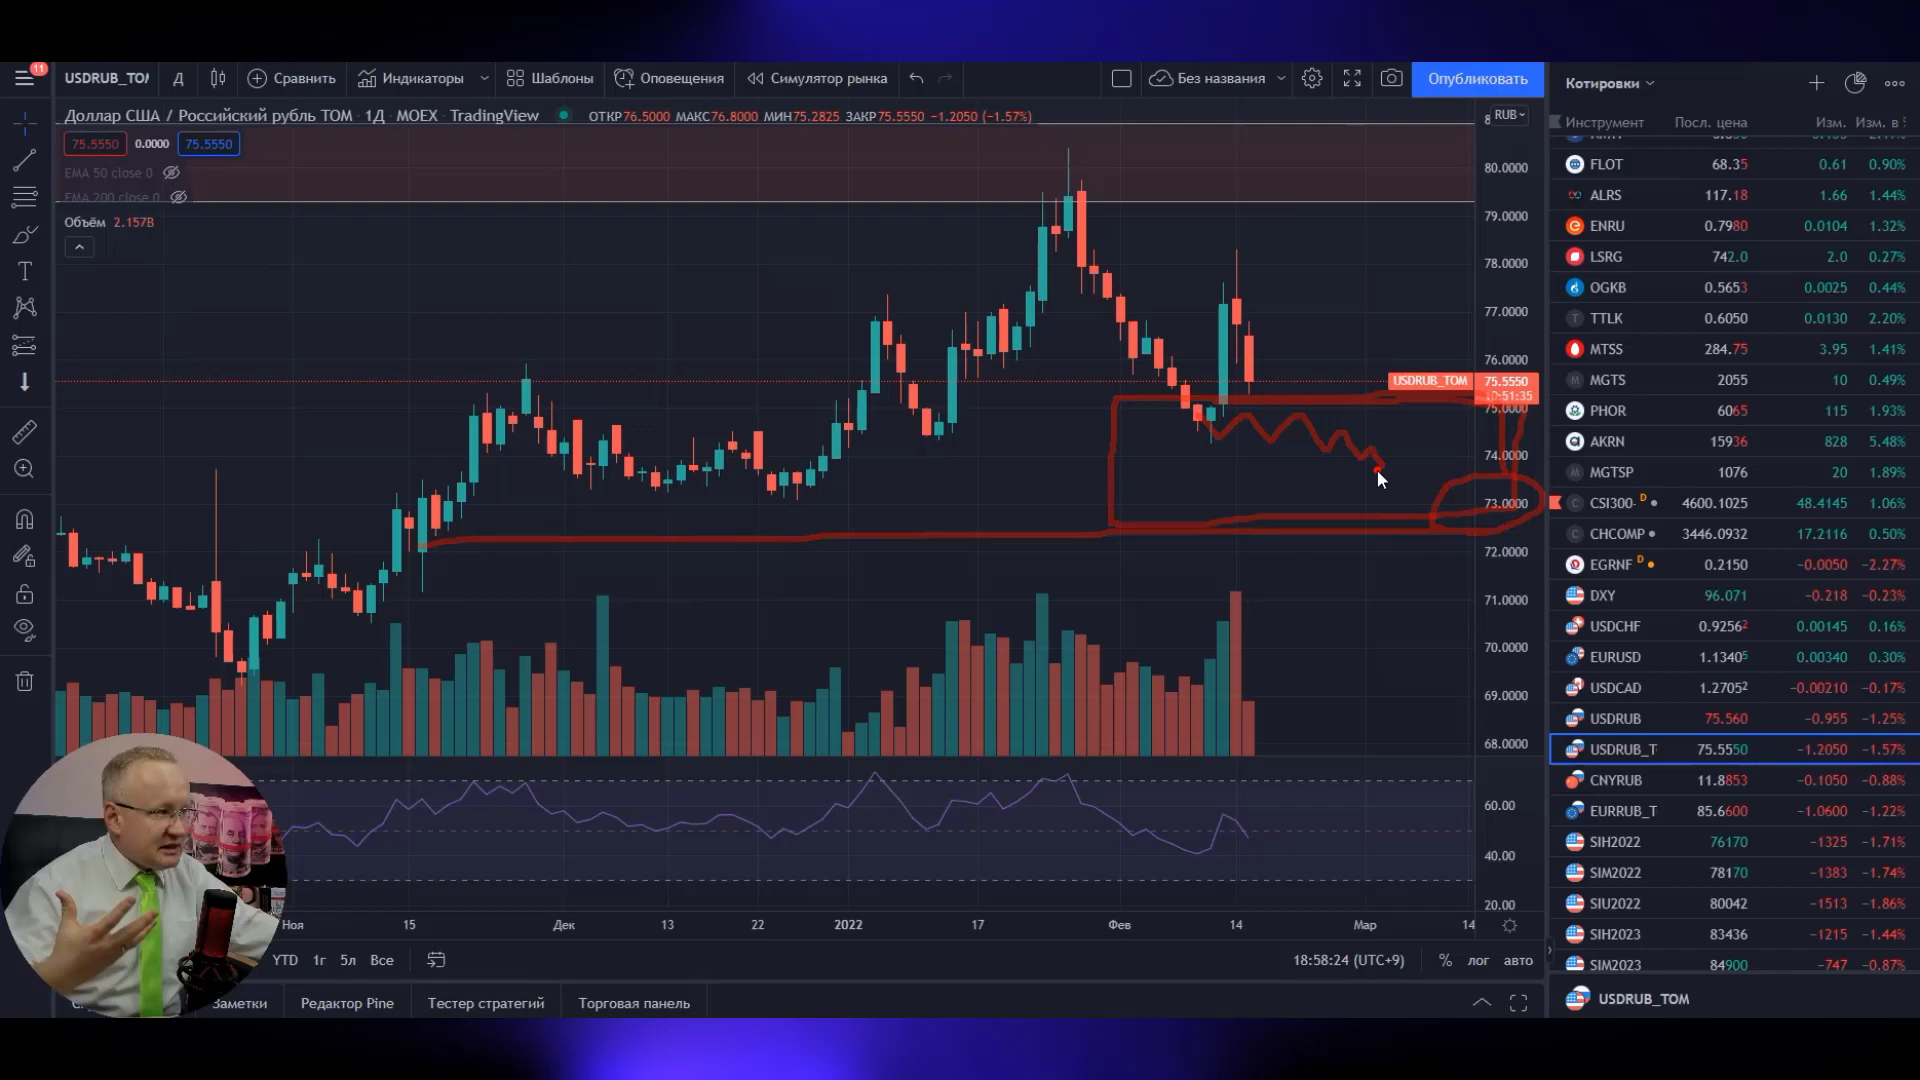 11
USDRUB_TOM
Д
Сравнить
Индикаторы
Шаблоны
Оповещения
Симулятор рынка
Без названия
Опубликовать
Доллар США / Российский рубль ТОМ · 1Д · MOEX · TradingView
ОТКР76.5000 МАКС76.8000 МИН75.2825 ЗАКР75.5550 −1.2050 (−1.57%)
RUB
75.5550 0.0000 75.5550
EMA 50 close 0
EMA 200 close 0
Объём 2.157B
80.0000
79.0000
78.0000
77.0000
76.0000
USDRUB_TOM 75.5550
10:51:35
75.0000
74.0000
73.0000
72.0000
71.0000
70.0000
69.0000
68.0000
60.00
40.00
20.00
Ноя 15 Дек 13 22 2022 17 Фев 14 Мар 14
YTD 1г 5л Все
18:58:24 (UTC+9) % лог авто
Заметки
Редактор Pine
Тестер стратегий
Торговая панель
Котировки
Инструмент Посл. цена Изм. Изм. в %
FLOT 68.35 0.61 0.90%
ALRS 117.18 1.66 1.44%
ENRU 0.7980 0.0104 1.32%
LSRG 742.0 2.0 0.27%
OGKB 0.5653 0.0025 0.44%
TTLK 0.6050 0.0130 2.20%
MTSS 284.75 3.95 1.41%
MGTS 2055 10 0.49%
PHOR 6065 115 1.93%
AKRN 15936 828 5.48%
MGTSP 1076 20 1.89%
CSI300- D 4600.1025 48.4145 1.06%
CHCOMP 3446.0932 17.2116 0.50%
EGRNF D 0.2150 −0.0050 −2.27%
DXY 96.071 −0.218 −0.23%
USDCHF 0.92562 0.00145 0.16%
EURUSD 1.13405 0.00340 0.30%
USDCAD 1.27052 −0.00210 −0.17%
USDRUB 75.560 −0.955 −1.25%
USDRUB_T 75.5550 −1.2050 −1.57%
CNYRUB 11.8853 −0.1050 −0.88%
EURRUB_T 85.6600 −1.0600 −1.22%
SIH2022 76170 −1325 −1.71%
SIM2022 78170 −1383 −1.74%
SIU2022 80042 −1513 −1.86%
SIH2023 83436 −1215 −1.44%
SIM2023 84900 −747 −0.87%
USDRUB_TOM